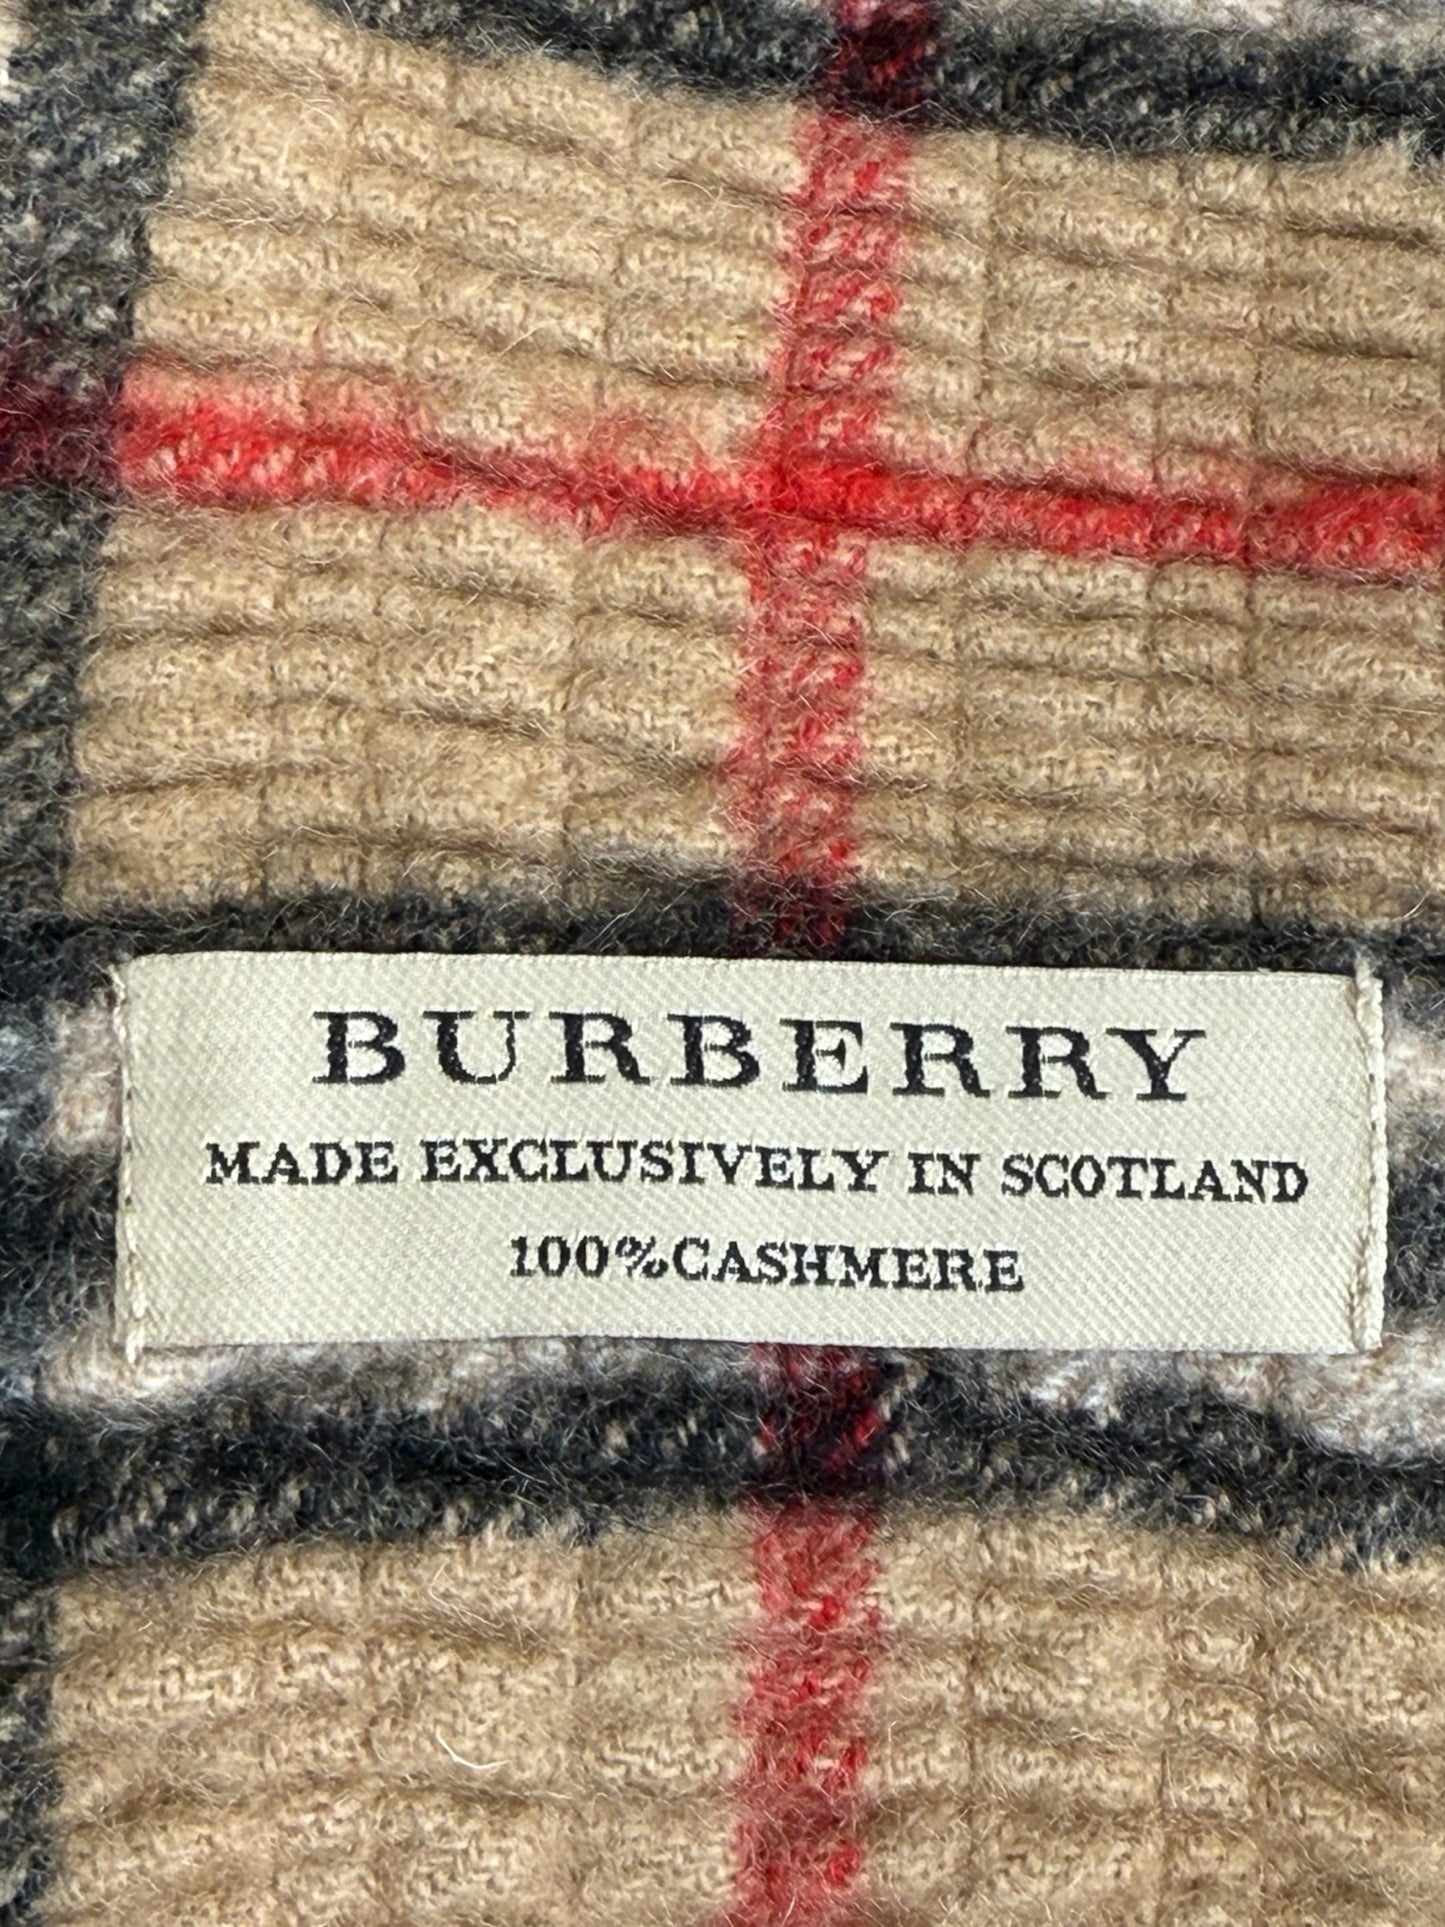 BURBERRY
MADE EXCLUSIVELY IN SCOTLAND
100%CASHMERE